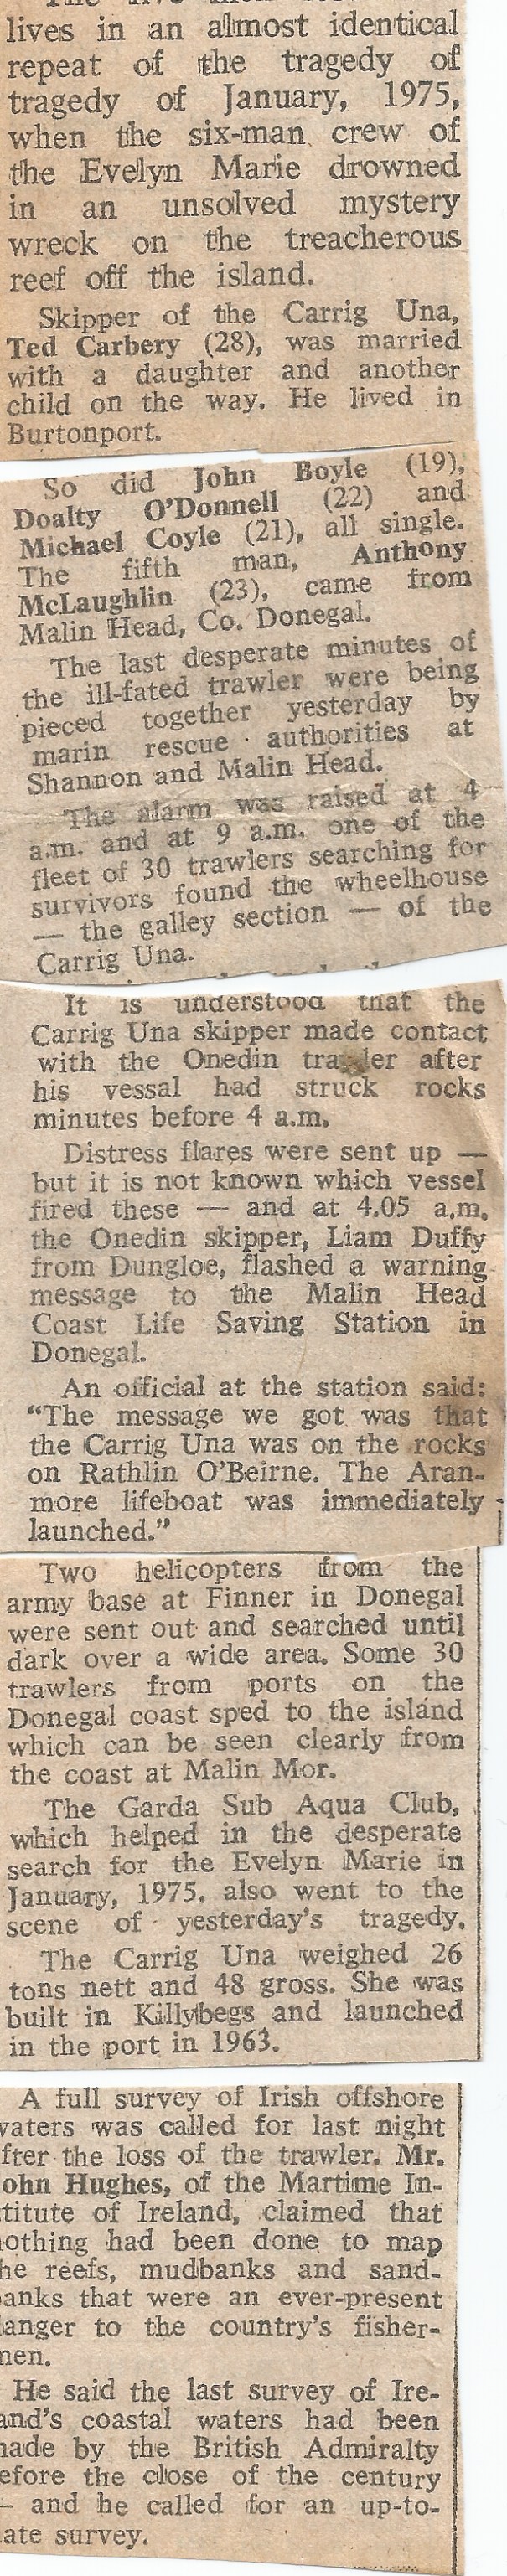 lives in an almost identical
repeat of the tragedy of
tragedy of January, 1975,
when the six-man crew of
the Evelyn Marie drowned
in an unsolved mystery
wreck on the treacherous
reef off the island.
Skipper of the Carrig Una,
Ted Carbery (28), was married
with a daughter and another
child on the way. He lived in
Burtonport.
So did John Boyle (19),
Doalty O'Donnell (22) and
Michael Coyle (21), all single.
The fifth man, Anthony
McLaughlin (23), came from
Malin Head, Co. Donegal.
The last desperate minutes of
the ill-fated trawler were being
pieced together yesterday by
marin rescue authorities at
Shannon and Malin Head.
The alarm was raised at 4
a.m. and at 9 a.m. one of the
fleet of 30 trawlers searching for
survivors found the wheelhouse
— the galley section — of the
Carrig Una.
It is understood that the
Carrig Una skipper made contact
with the Onedin trawler after
his vessal had struck rocks
minutes before 4 a.m.
Distress flares were sent up —
but it is not known which vessel
fired these — and at 4.05 a.m.
the Onedin skipper, Liam Duffy
from Dungloe, flashed a warning
message to the Malin Head
Coast Life Saving Station in
Donegal.
An official at the station said:
"The message we got was that
the Carrig Una was on the rocks
on Rathlin O'Beirne. The Aran-
more lifeboat was immediately
launched."
Two helicopters from the
army base at Finner in Donegal
were sent out and searched until
dark over a wide area. Some 30
trawlers from ports on the
Donegal coast sped to the island
which can be seen clearly from
the coast at Malin Mor.
The Garda Sub Aqua Club,
which helped in the desperate
search for the Evelyn Marie in
January, 1975, also went to the
scene of yesterday's tragedy.
The Carrig Una weighed 26
tons nett and 48 gross. She was
built in Killybegs and launched
in the port in 1963.
A full survey of Irish offshore
waters was called for last night
fter the loss of the trawler. Mr.
ohn Hughes, of the Martime In-
titute of Ireland, claimed that
othing had been done to map
he reefs, mudbanks and sand-
anks that were an ever-present
anger to the country's fisher-
men.
He said the last survey of Ire-
and's coastal waters had been
made by the British Admiralty
efore the close of the century
— and he called for an up-to-
ate survey.